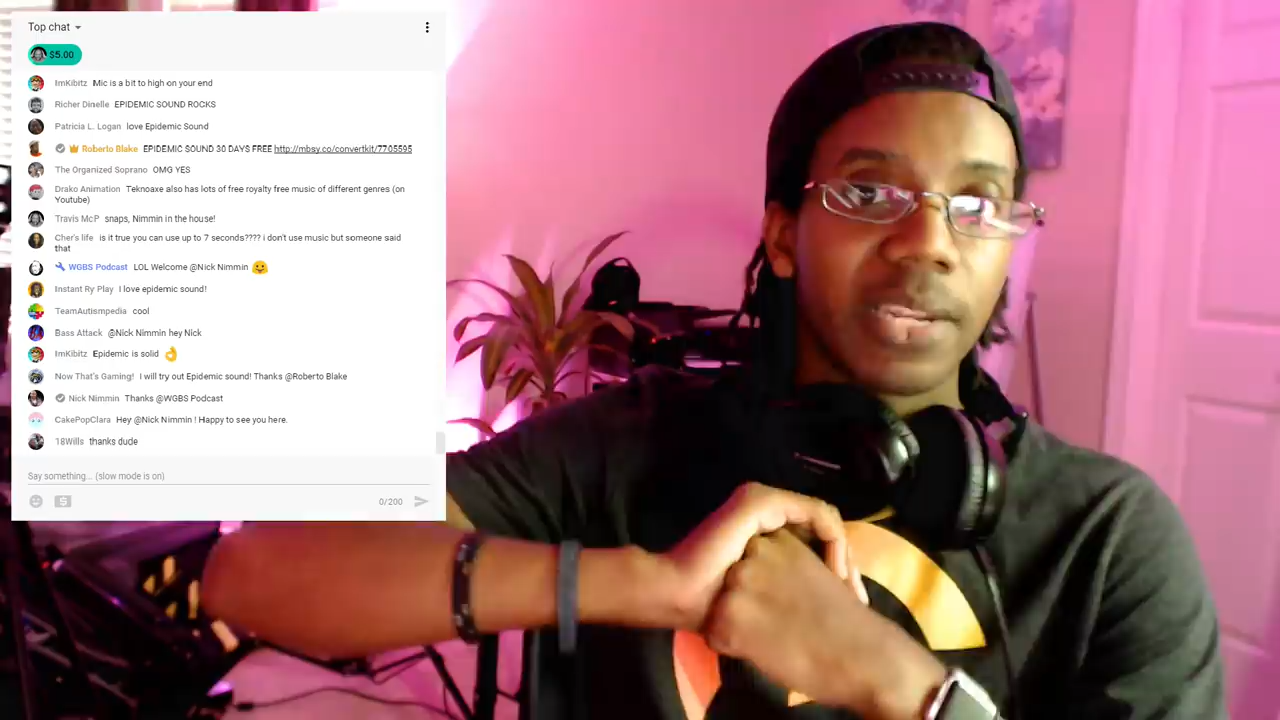 Top chat
$5.00
ImKibitz Mic is a bit to high on your end
Richer Dinelle EPIDEMIC SOUND ROCKS
Patricia L. Logan love Epidemic Sound
Roberto Blake EPIDEMIC SOUND 30 DAYS FREE http://mbsy.co/convertkit/7705595
The Organized Soprano OMG YES
Drako Animation Teknoaxe also has lots of free royalty free music of different genres (on
Youtube)
Travis McP snaps, Nimmin in the house!
Cher's life is it true you can use up to 7 seconds???? i don't use music but someone said
that
WGBS Podcast LOL Welcome @Nick Nimmin 🤗
Instant Ry Play I love epidemic sound!
TeamAutismpedia cool
Bass Attack @Nick Nimmin hey Nick
ImKibitz Epidemic is solid 👌
Now That's Gaming! I will try out Epidemic sound! Thanks @Roberto Blake
Nick Nimmin Thanks @WGBS Podcast
CakePopClara Hey @Nick Nimmin ! Happy to see you here.
18Wills thanks dude
Say something... (slow mode is on)
0/200